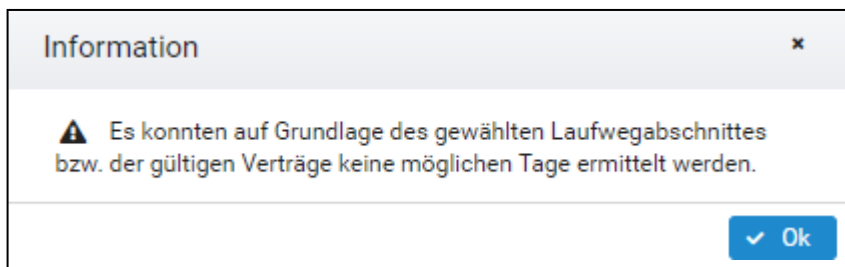 Information
Es konnten auf Grundlage des gewählten Laufwegabschnittes
bzw. der gültigen Verträge keine möglichen Tage ermittelt werden.
Ok